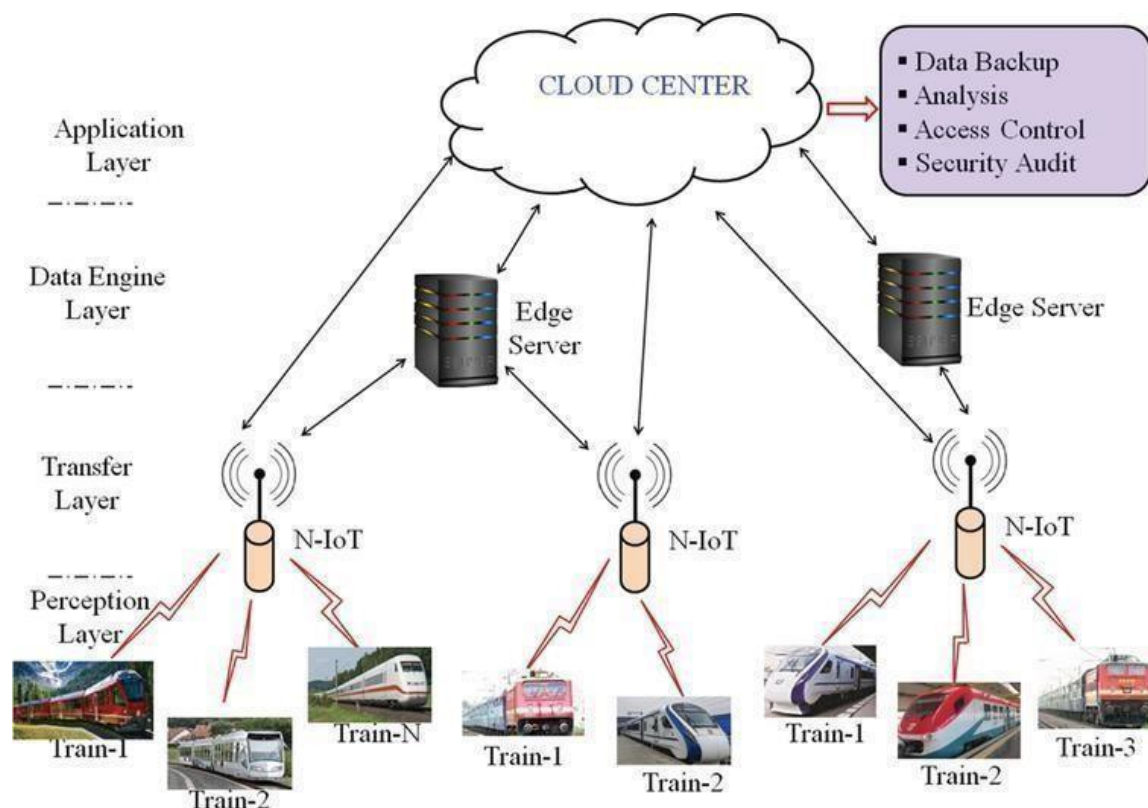 CLOUD CENTER
▪ Data Backup
▪ Analysis
▪ Access Control
▪ Security Audit
Application
Layer
Data Engine
Layer
Edge
Server
Edge Server
Transfer
Layer
N-IoT
N-IoT
N-IoT
Perception
Layer
Train-1
Train-2
Train-N
Train-1
Train-2
Train-1
Train-2
Train-3